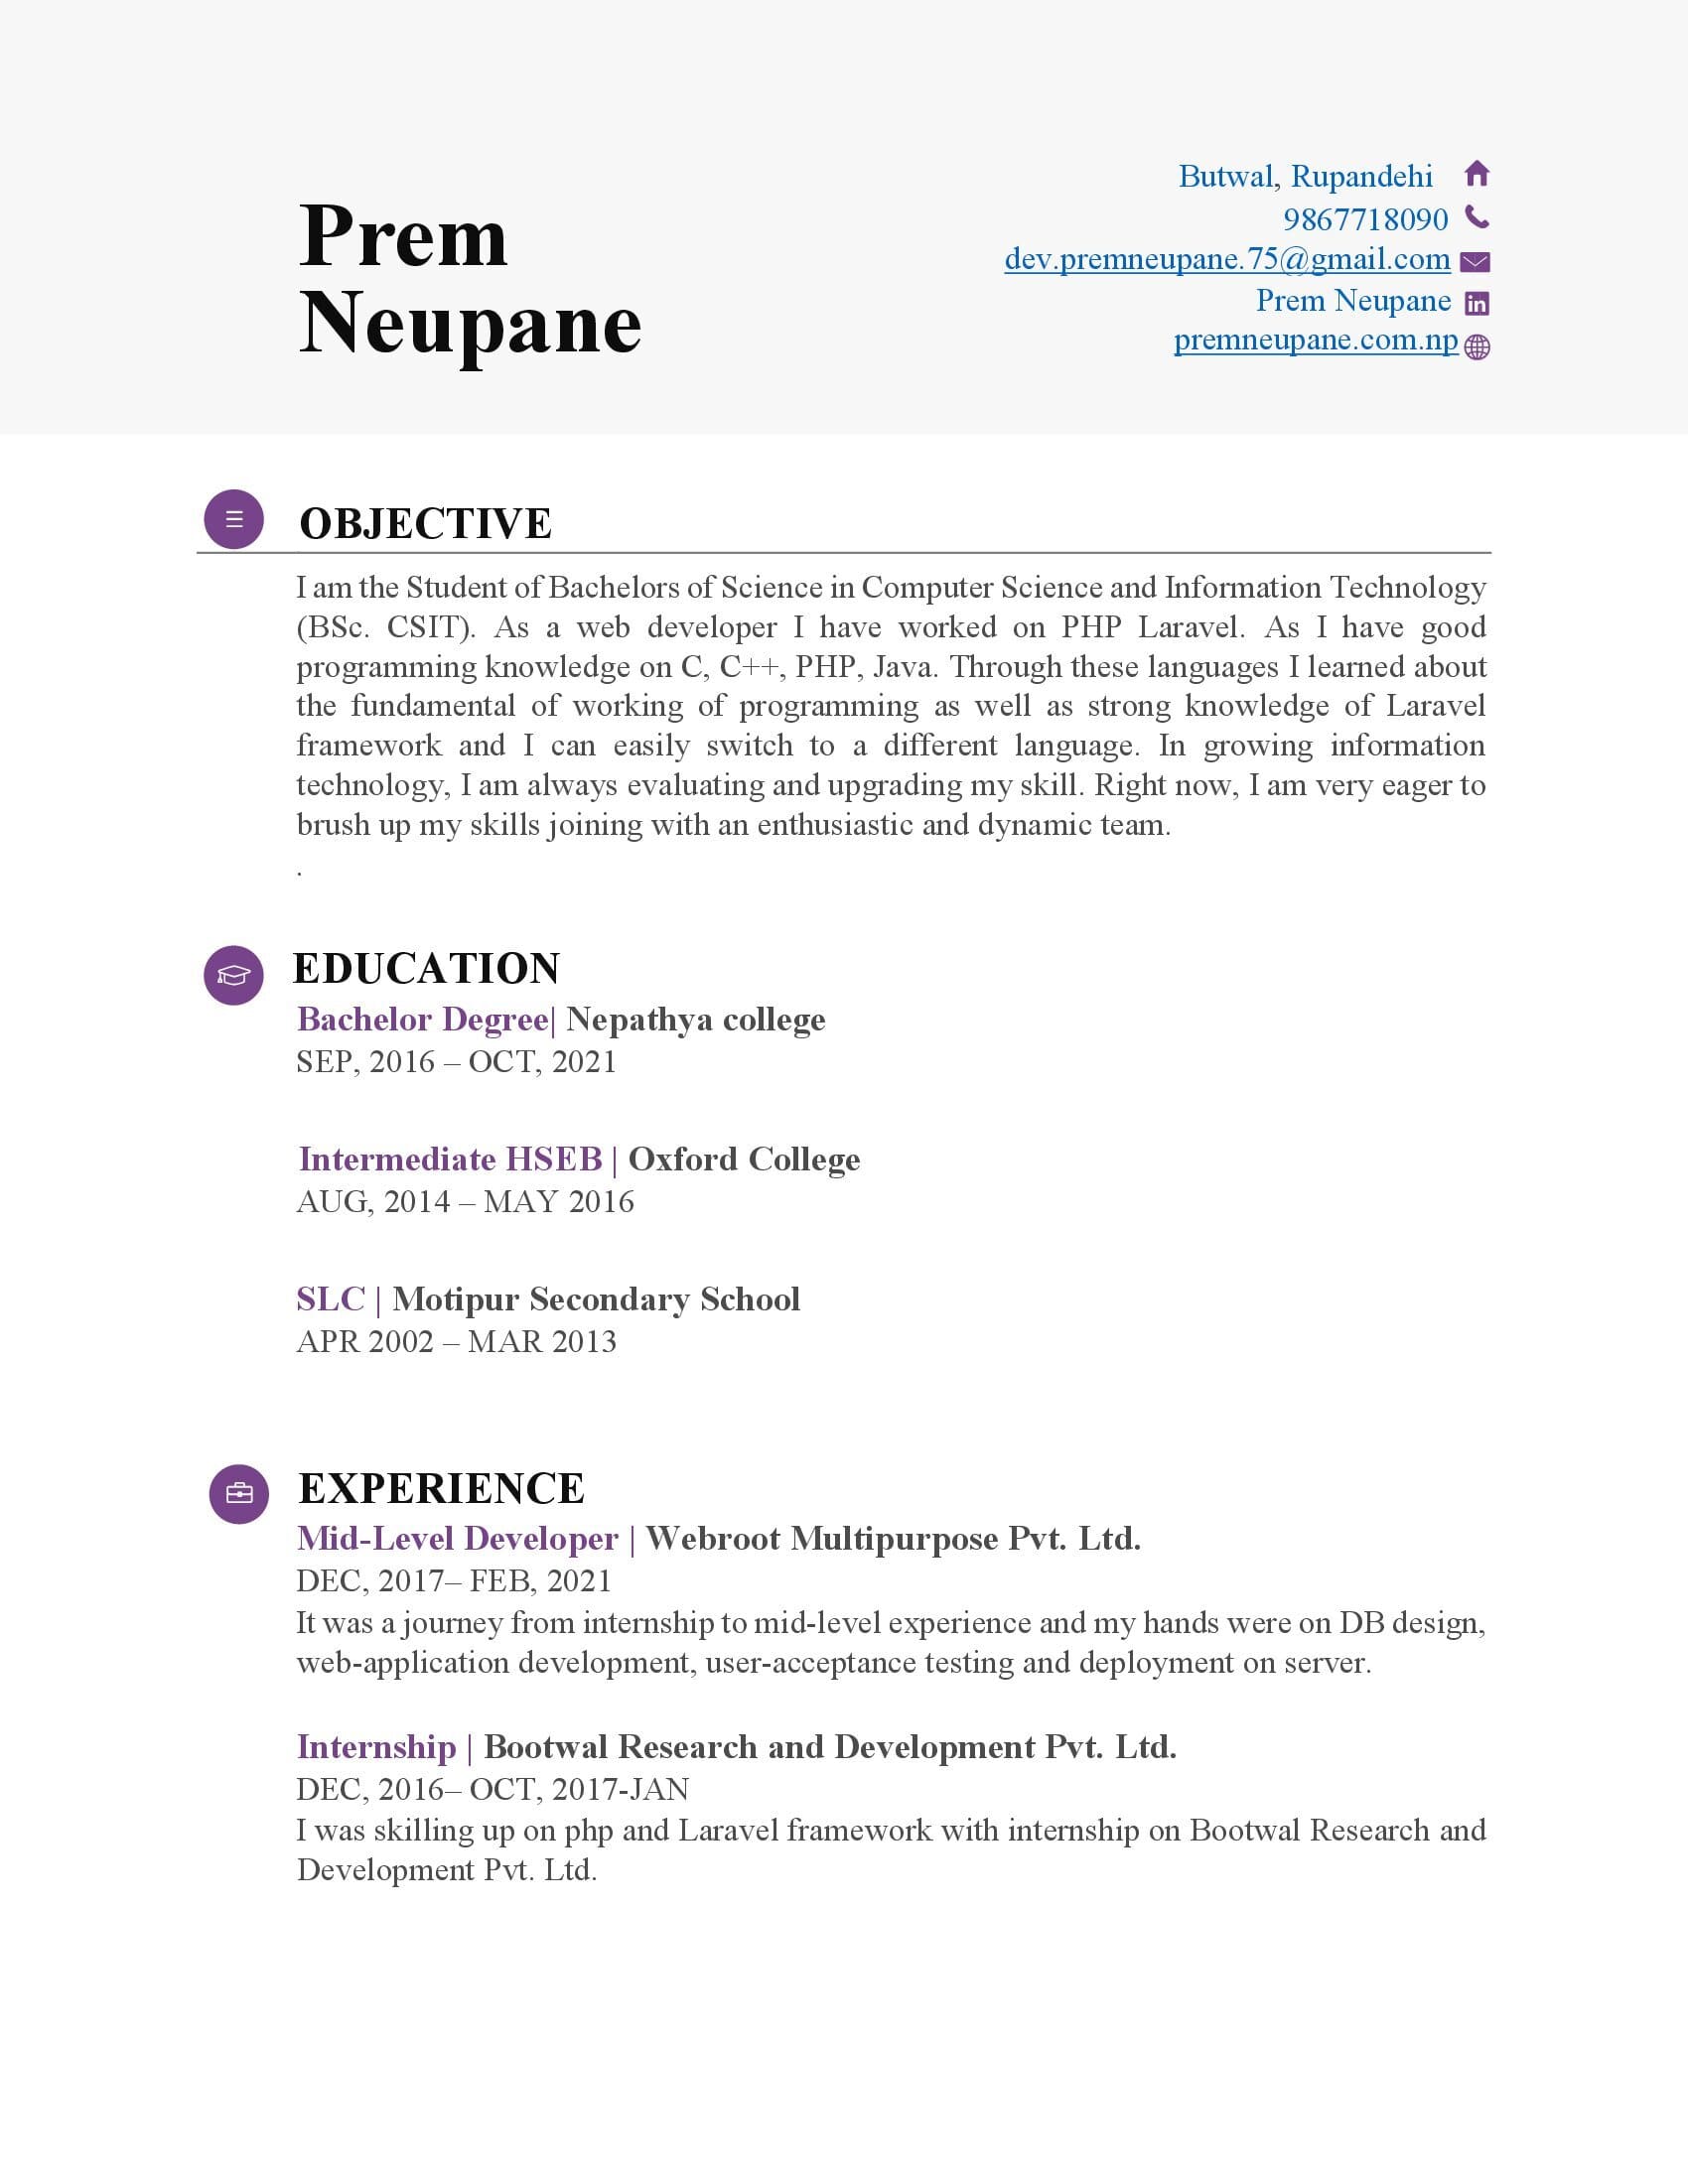 Prem
Neupane
Butwal, Rupandehi
9867718090
dev.premneupane.75@gmail.com
Prem Neupane
in
premneupane.com.np
OBJECTIVE
I am the Student of Bachelors of Science in Computer Science and Information Technology
(BSc. CSIT). As a web developer I have worked on PHP Laravel. As I have good
programming knowledge on C, C++, PHP, Java. Through these languages I learned about
the fundamental of working of programming as well as strong knowledge of Laravel
framework and I can easily switch to a different language. In growing information
technology, I am always evaluating and upgrading my skill. Right now, I am very eager to
brush up my skills joining with an enthusiastic and dynamic team.
.
EDUCATION
Bachelor Degree| Nepathya college
SEP, 2016 – OCT, 2021
Intermediate HSEB | Oxford College
AUG, 2014 – MAY 2016
SLC | Motipur Secondary School
APR 2002 – MAR 2013
EXPERIENCE
Mid-Level Developer | Webroot Multipurpose Pvt. Ltd.
DEC, 2017– FEB, 2021
It was a journey from internship to mid-level experience and my hands were on DB design,
web-application development, user-acceptance testing and deployment on server.
Internship | Bootwal Research and Development Pvt. Ltd.
DEC, 2016– OCT, 2017-JAN
I was skilling up on php and Laravel framework with internship on Bootwal Research and
Development Pvt. Ltd.